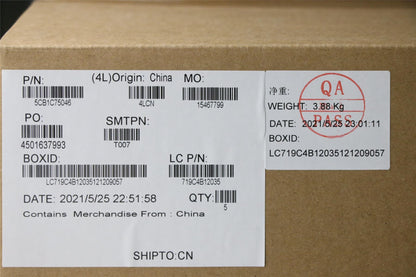 P/N: (4L)Origin: China MO:
5CB1C75046 4LCN 15467799
PO: SMTPN:
4501637993 T007
BOXID: LC P/N:
LC719C4B12035121209057 719C4B12035
DATE: 2021/5/25 22:51:58 QTY:
5
Contains Merchandise From : China
SHIPTO:CN
净重:
QA
WEIGHT: 3.88 Kg
PASS
DATE: 2021/5/25 23:01:11
BOXID:
LC719C4B12035121209057